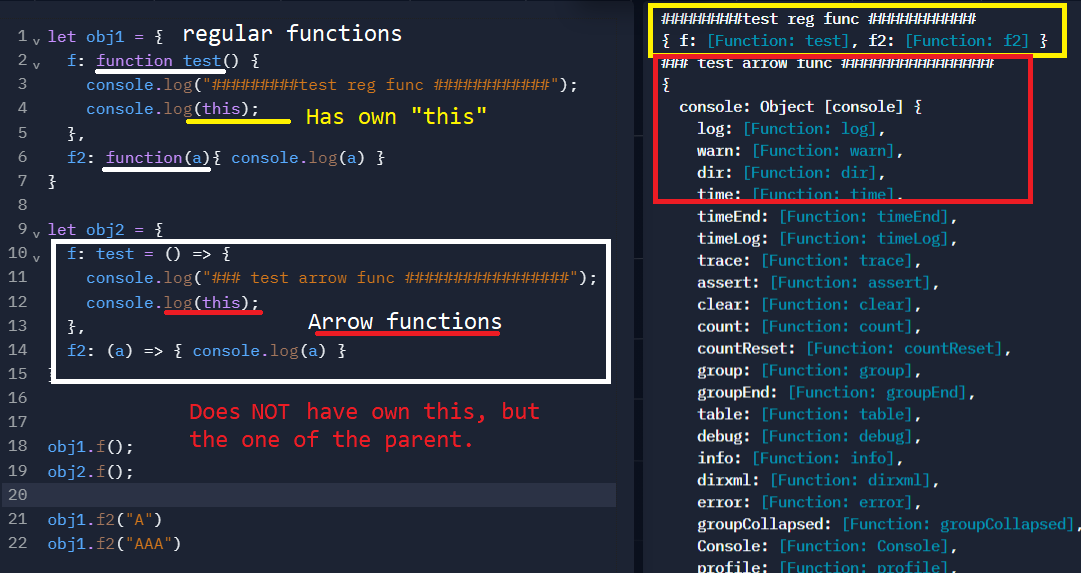 1 let obj1 = { regular functions
2 f: function test() {
3 console.log("#########test reg func ############");
4 console.log(this); Has own "this"
5 },
6 f2: function(a){ console.log(a) }
7 }
8
9 let obj2 = {
10 f: test = () => {
11 console.log("### test arrow func #################");
12 console.log(this);
13 }, Arrow functions
14 f2: (a) => { console.log(a) }
15 }
16 Does NOT have own this, but
17 the one of the parent.
18 obj1.f();
19 obj2.f();
20
21 obj1.f2("A")
22 obj1.f2("AAA")
#########test reg func ############
{ f: [Function: test], f2: [Function: f2] }
### test arrow func #################
{
console: Object [console] {
log: [Function: log],
warn: [Function: warn],
dir: [Function: dir],
time: [Function: time],
timeEnd: [Function: timeEnd],
timeLog: [Function: timeLog],
trace: [Function: trace],
assert: [Function: assert],
clear: [Function: clear],
count: [Function: count],
countReset: [Function: countReset],
group: [Function: group],
groupEnd: [Function: groupEnd],
table: [Function: table],
debug: [Function: debug],
info: [Function: info],
dirxml: [Function: dirxml],
error: [Function: error],
groupCollapsed: [Function: groupCollapsed],
Console: [Function: Console],
profile: [Function: profile],